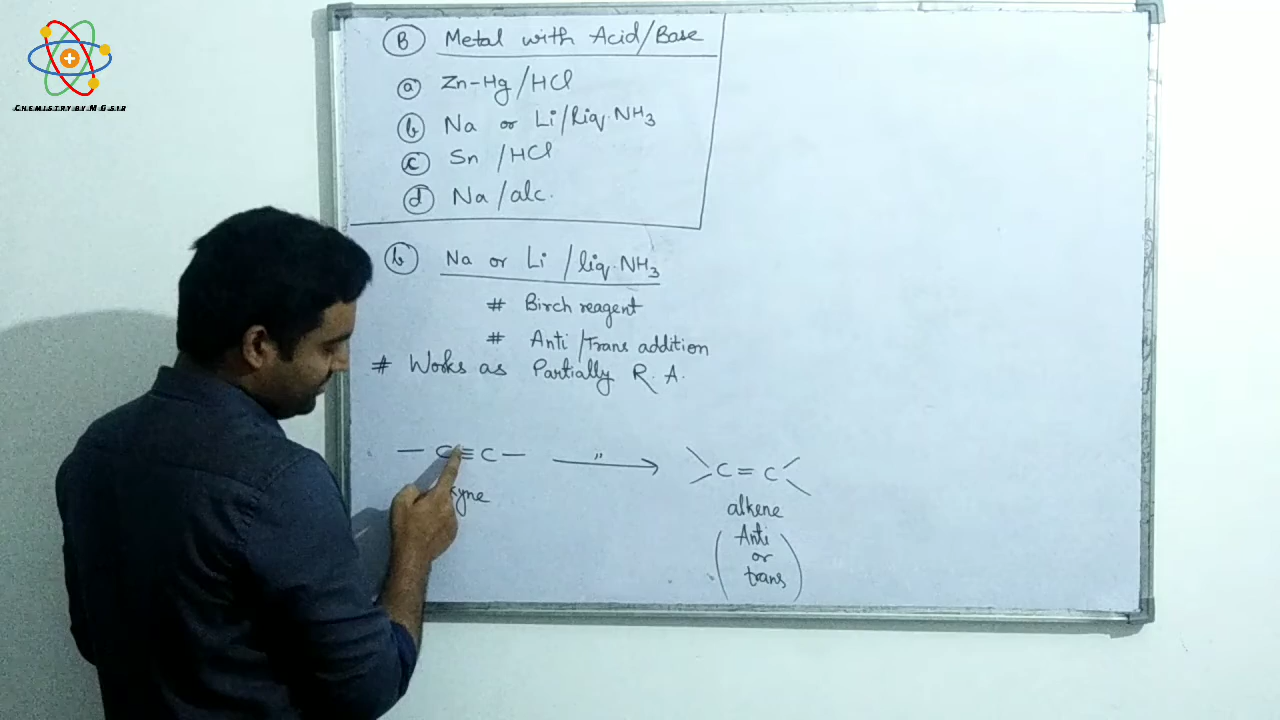 CHEMISTRY BY M G SIR
B Metal with Acid/Base
a Zn-Hg/HCl
b Na or Li/Liq. NH3
c Sn /HCl
d Na/alc.
b Na or Li /liq. NH3
# Birch reagent
# Anti/Trans addition
# Works as Partially R. A.
— C≡C — " → C = C
kyne
alkene
(Anti
or
trans)